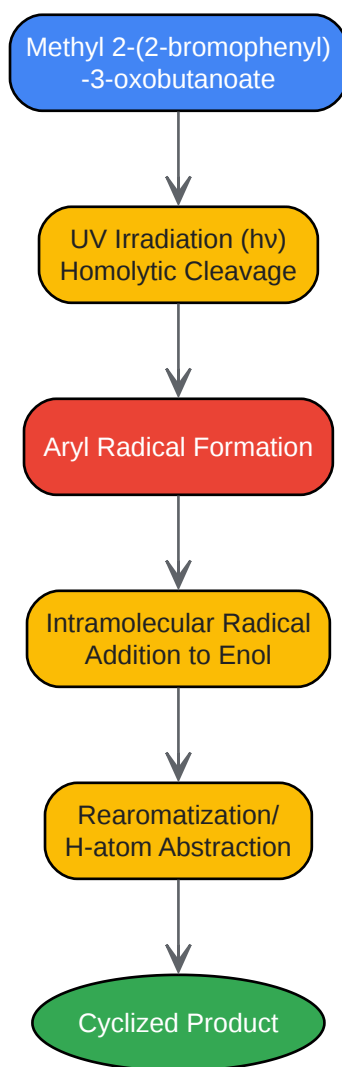 Methyl 2-(2-bromophenyl)
-3-oxobutanoate
UV Irradiation (hν)
Homolytic Cleavage
Aryl Radical Formation
Intramolecular Radical
Addition to Enol
Rearomatization/
H-atom Abstraction
Cyclized Product